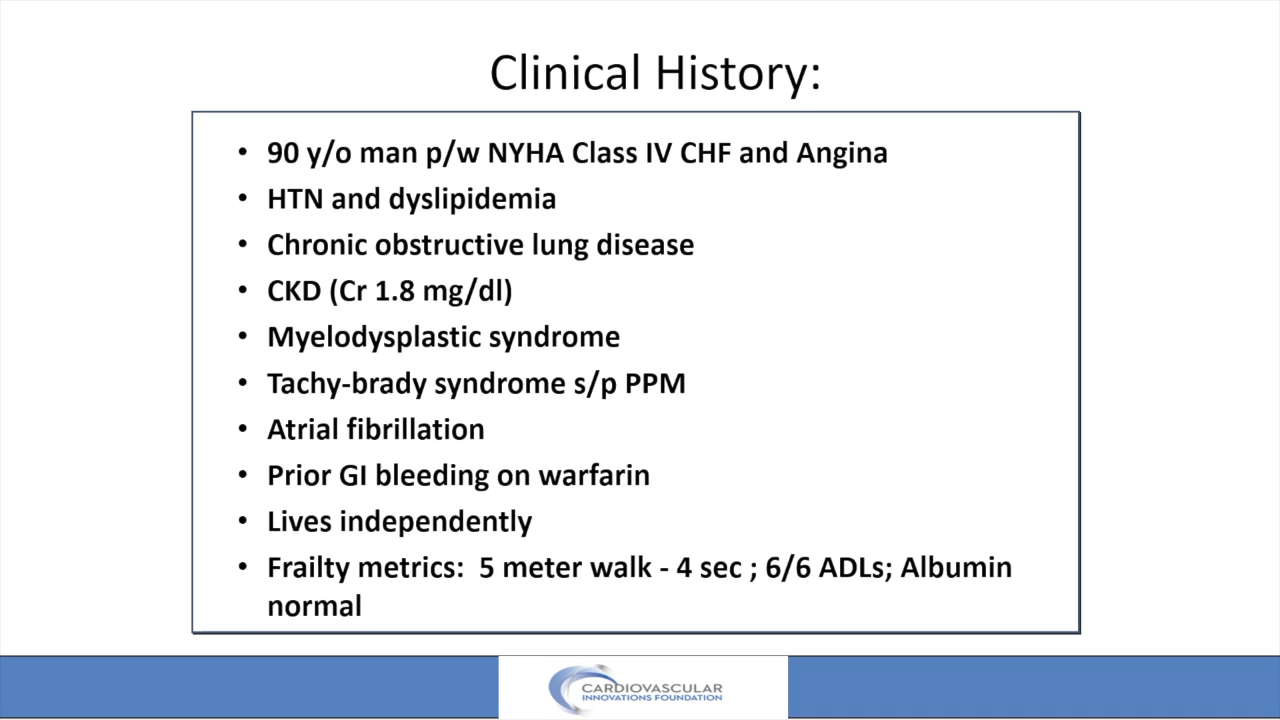 Clinical History:
• 90 y/o man p/w NYHA Class IV CHF and Angina
• HTN and dyslipidemia
• Chronic obstructive lung disease
• CKD (Cr 1.8 mg/dl)
• Myelodysplastic syndrome
• Tachy-brady syndrome s/p PPM
• Atrial fibrillation
• Prior GI bleeding on warfarin
• Lives independently
• Frailty metrics:  5 meter walk - 4 sec ; 6/6 ADLs; Albumin
normal
CARDIOVASCULAR
INNOVATIONS FOUNDATION